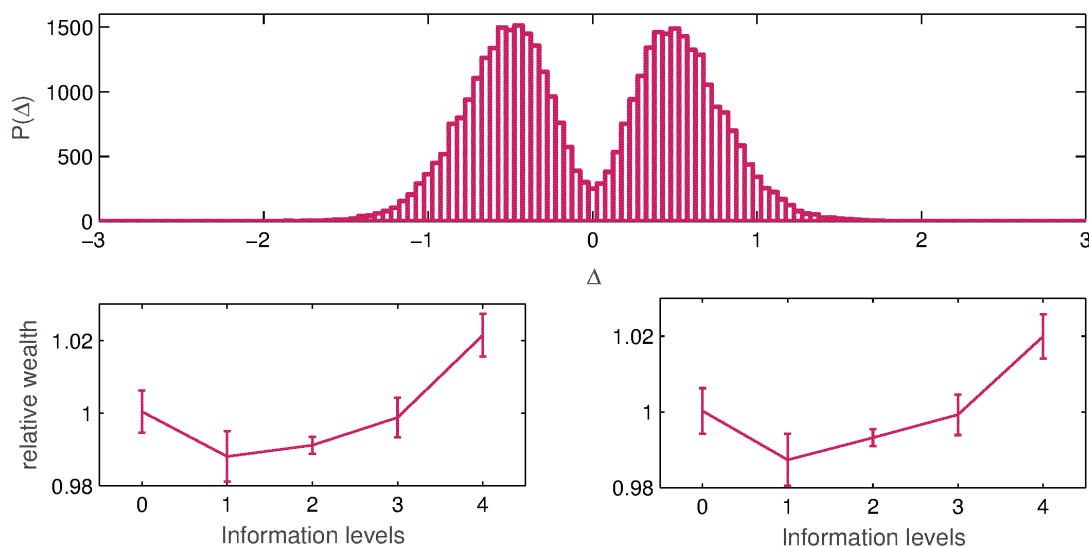 1500
1000
500
0
P(Δ)
−3 −2 −1 0 1 2 3
Δ
1.02
1
0.98
relative wealth
0 1 2 3 4
Information levels
1.02
1
0.98
0 1 2 3 4
Information levels